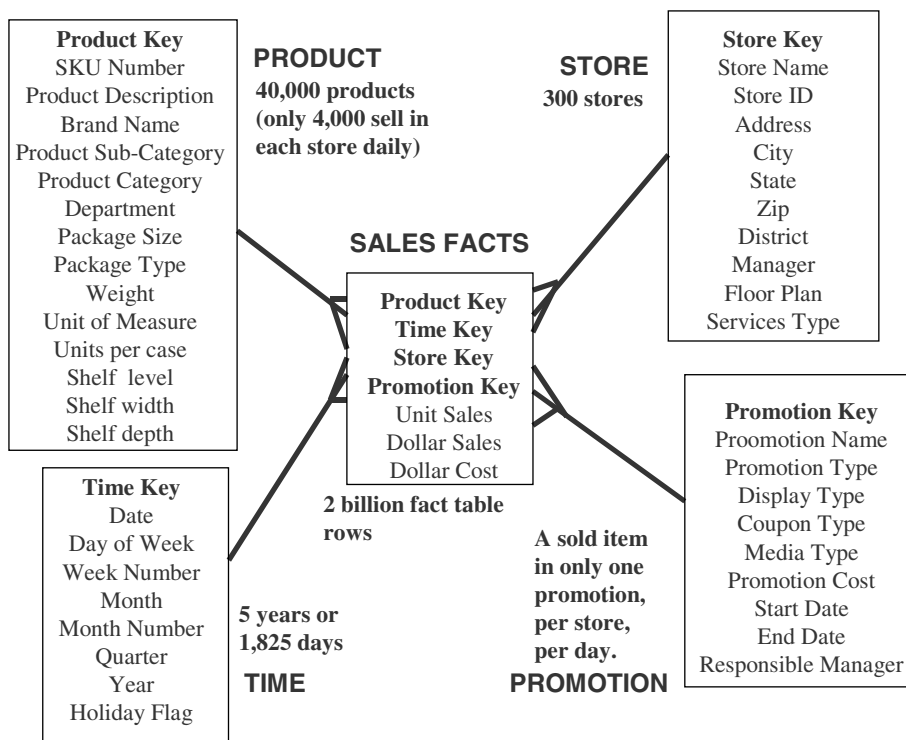 Product Key
SKU Number
Product Description
Brand Name
Product Sub-Category
Product Category
Department
Package Size
Package Type
Weight
Unit of Measure
Units per case
Shelf level
Shelf width
Shelf depth
PRODUCT
40,000 products
(only 4,000 sell in
each store daily)
STORE
300 stores
Store Key
Store Name
Store ID
Address
City
State
Zip
District
Manager
Floor Plan
Services Type
SALES FACTS
Product Key
Time Key
Store Key
Promotion Key
Unit Sales
Dollar Sales
Dollar Cost
2 billion fact table
rows
Time Key
Date
Day of Week
Week Number
Month
Month Number
Quarter
Year
Holiday Flag
5 years or
1,825 days
TIME
A sold item
in only one
promotion,
per store,
per day.
PROMOTION
Promotion Key
Proomotion Name
Promotion Type
Display Type
Coupon Type
Media Type
Promotion Cost
Start Date
End Date
Responsible Manager